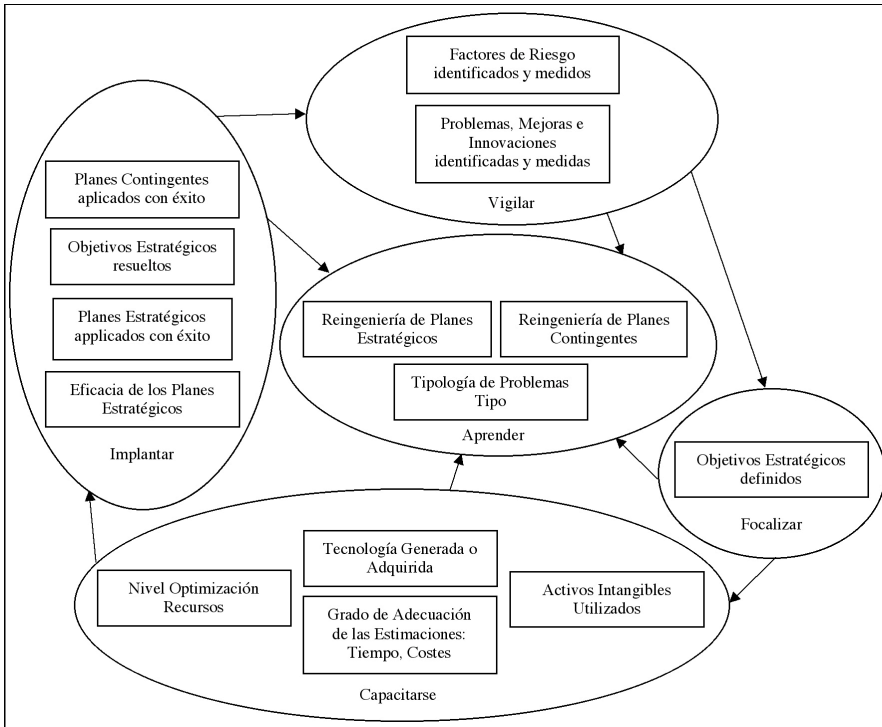 Factores de Riesgo
identificados y medidos
Problemas, Mejoras e
Innovaciones
identificadas y medidas
Vigilar
Planes Contingentes
aplicados con éxito
Objetivos Estratégicos
resueltos
Planes Estratégicos
applicados con éxito
Eficacia de los Planes
Estratégicos
Implantar
Reingeniería de Planes
Estratégicos
Reingeniería de Planes
Contingentes
Tipología de Problemas
Tipo
Aprender
Objetivos Estratégicos
definidos
Focalizar
Tecnología Generada o
Adquirida
Nivel Optimización
Recursos
Grado de Adecuación
de las Estimaciones:
Tiempo, Costes
Activos Intangibles
Utilizados
Capacitarse